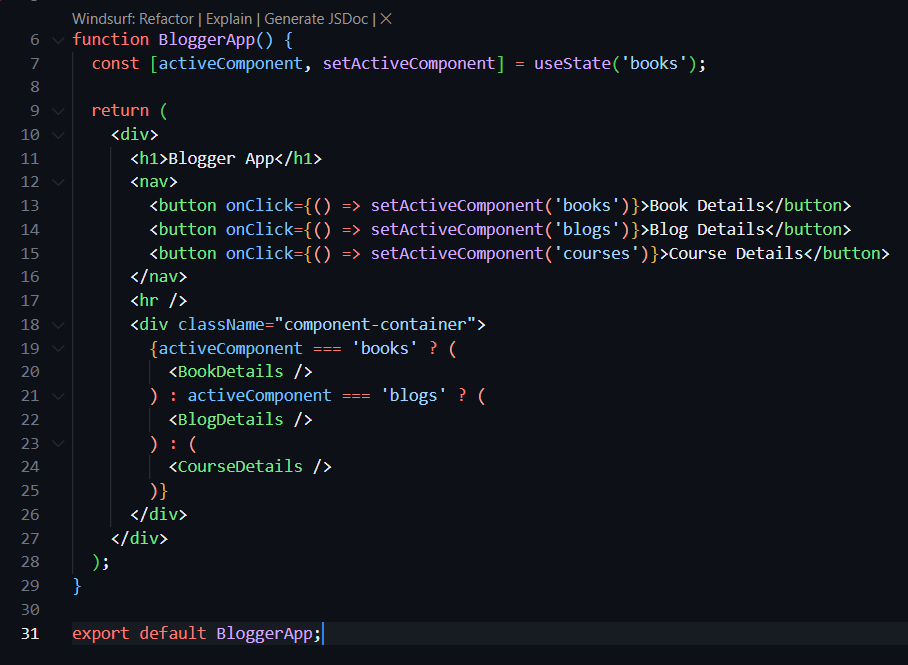 Windsurf: Refactor | Explain | Generate JSDoc | ✕
6 function BloggerApp() {
7   const [activeComponent, setActiveComponent] = useState('books');
8
9   return (
10     <div>
11       <h1>Blogger App</h1>
12       <nav>
13         <button onClick={() => setActiveComponent('books')}>Book Details</button>
14         <button onClick={() => setActiveComponent('blogs')}>Blog Details</button>
15         <button onClick={() => setActiveComponent('courses')}>Course Details</button>
16       </nav>
17       <hr />
18       <div className="component-container">
19         {activeComponent === 'books' ? (
20           <BookDetails />
21         ) : activeComponent === 'blogs' ? (
22           <BlogDetails />
23         ) : (
24           <CourseDetails />
25         )}
26       </div>
27     </div>
28   );
29 }
30
31 export default BloggerApp;